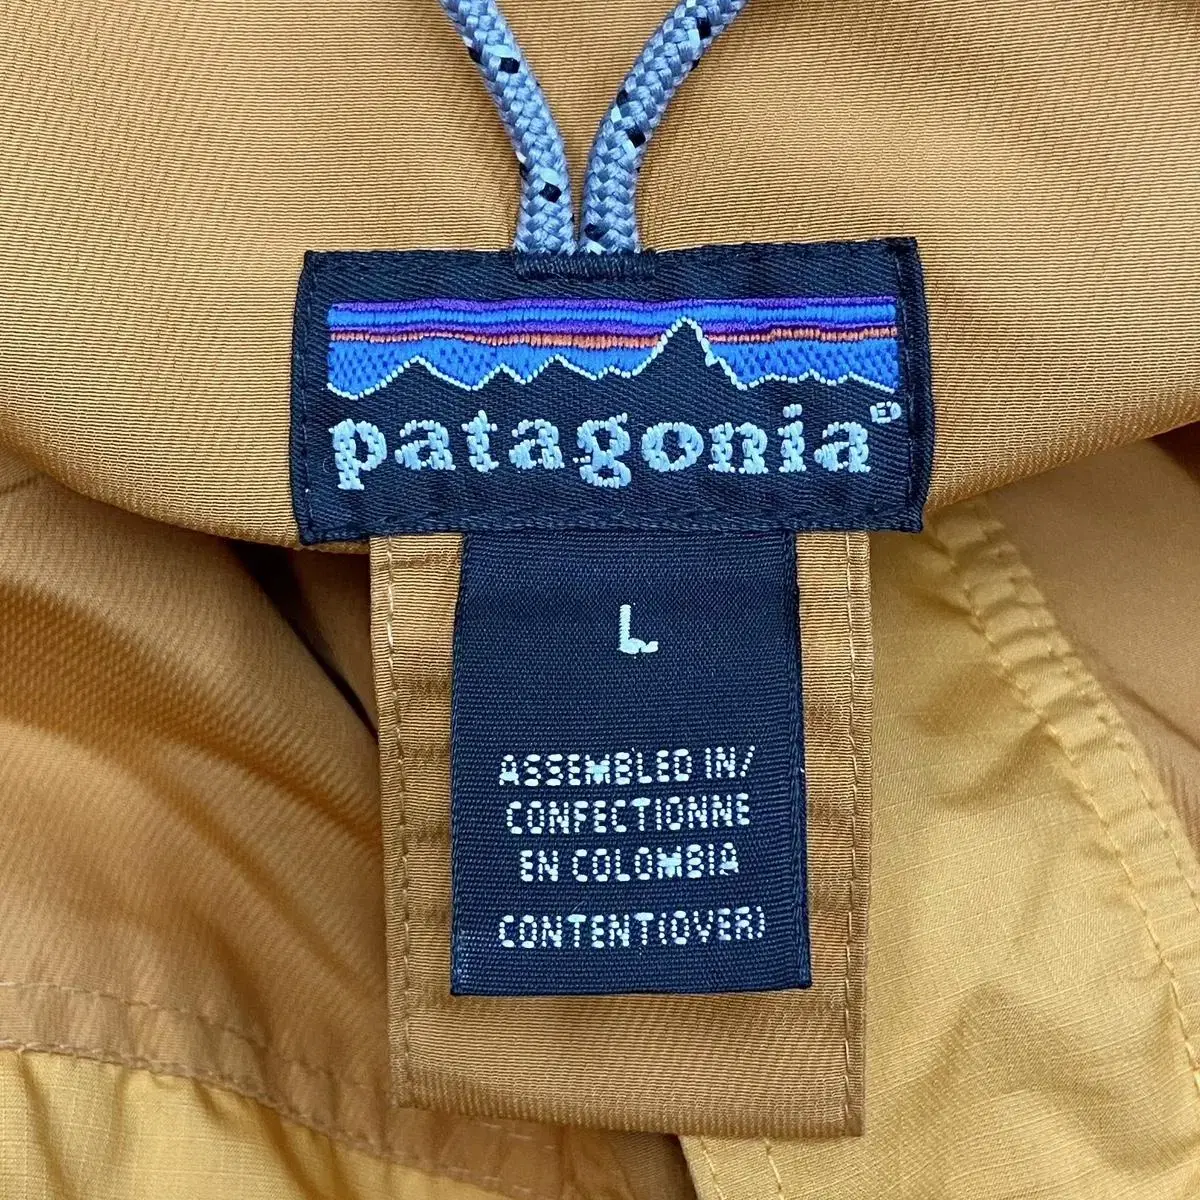 patagonia®
L
ASSEMBLED IN/
CONFECTIONNE
EN COLOMBIA
CONTENT(OVER)